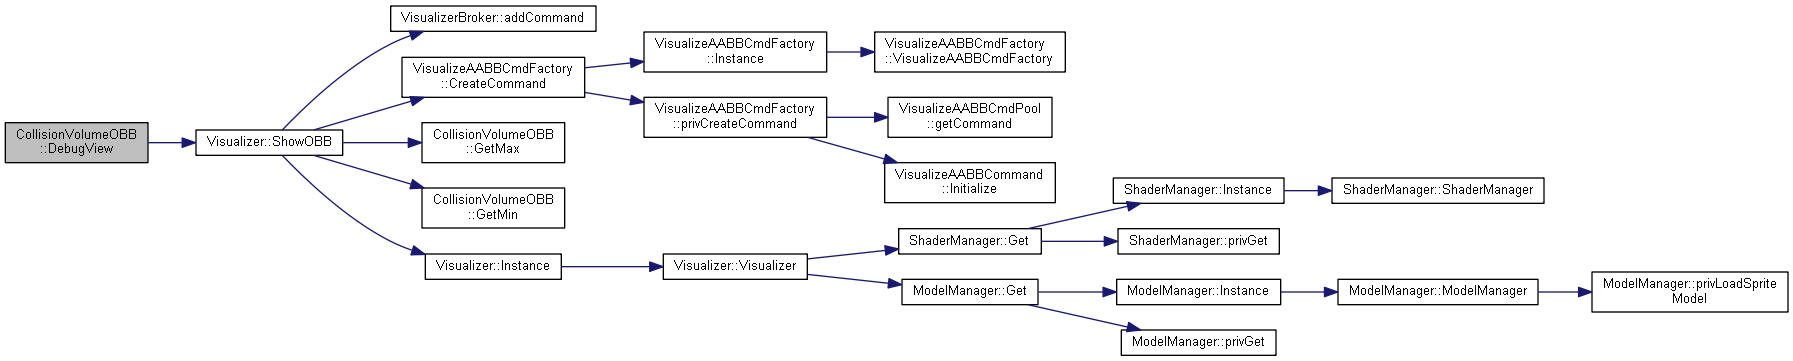 CollisionVolumeOBB
::DebugView
Visualizer::ShowOBB
VisualizerBroker::addCommand
VisualizeAABBCmdFactory
::CreateCommand
CollisionVolumeOBB
::GetMax
CollisionVolumeOBB
::GetMin
Visualizer::Instance
VisualizeAABBCmdFactory
::Instance
VisualizeAABBCmdFactory
::privCreateCommand
Visualizer::Visualizer
VisualizeAABBCmdFactory
::VisualizeAABBCmdFactory
VisualizeAABBCmdPool
::getCommand
VisualizeAABBCommand
::Initialize
ShaderManager::Get
ModelManager::Get
ShaderManager::Instance
ShaderManager::privGet
ModelManager::Instance
ModelManager::privGet
ShaderManager::ShaderManager
ModelManager::ModelManager
ModelManager::privLoadSprite
Model